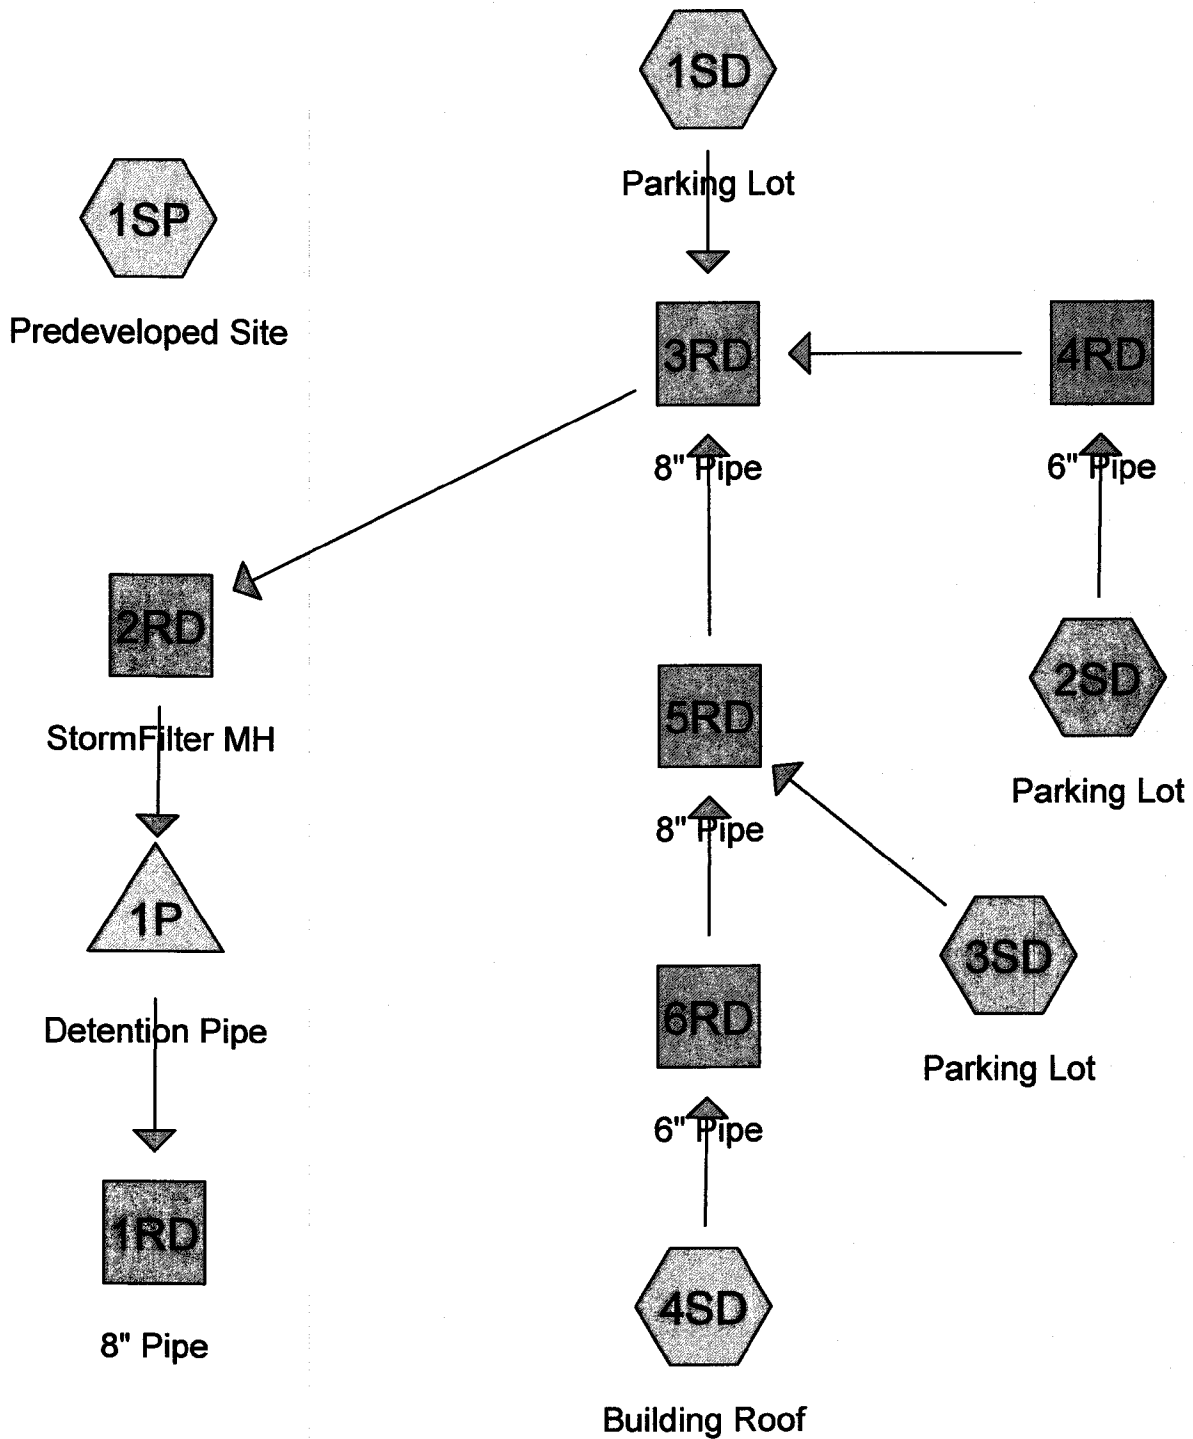 1SD
Parking Lot
1SP
Predeveloped Site
3RD
8" Pipe
4RD
6" Pipe
2RD
StormFilter MH
5RD
8" Pipe
2SD
Parking Lot
1P
Detention Pipe
3SD
Parking Lot
6RD
6" Pipe
1RD
8" Pipe
4SD
Building Roof